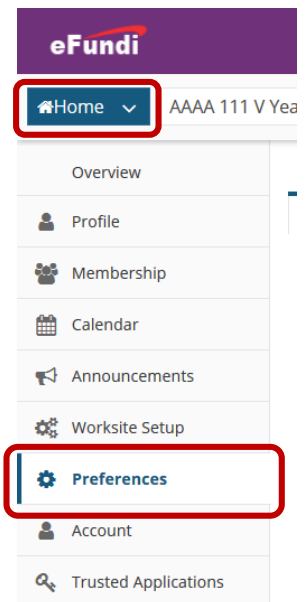 eFundi
Home AAAA 111 V Yea
Overview
Profile
Membership
Calendar
Announcements
Worksite Setup
Preferences
Account
Trusted Applications